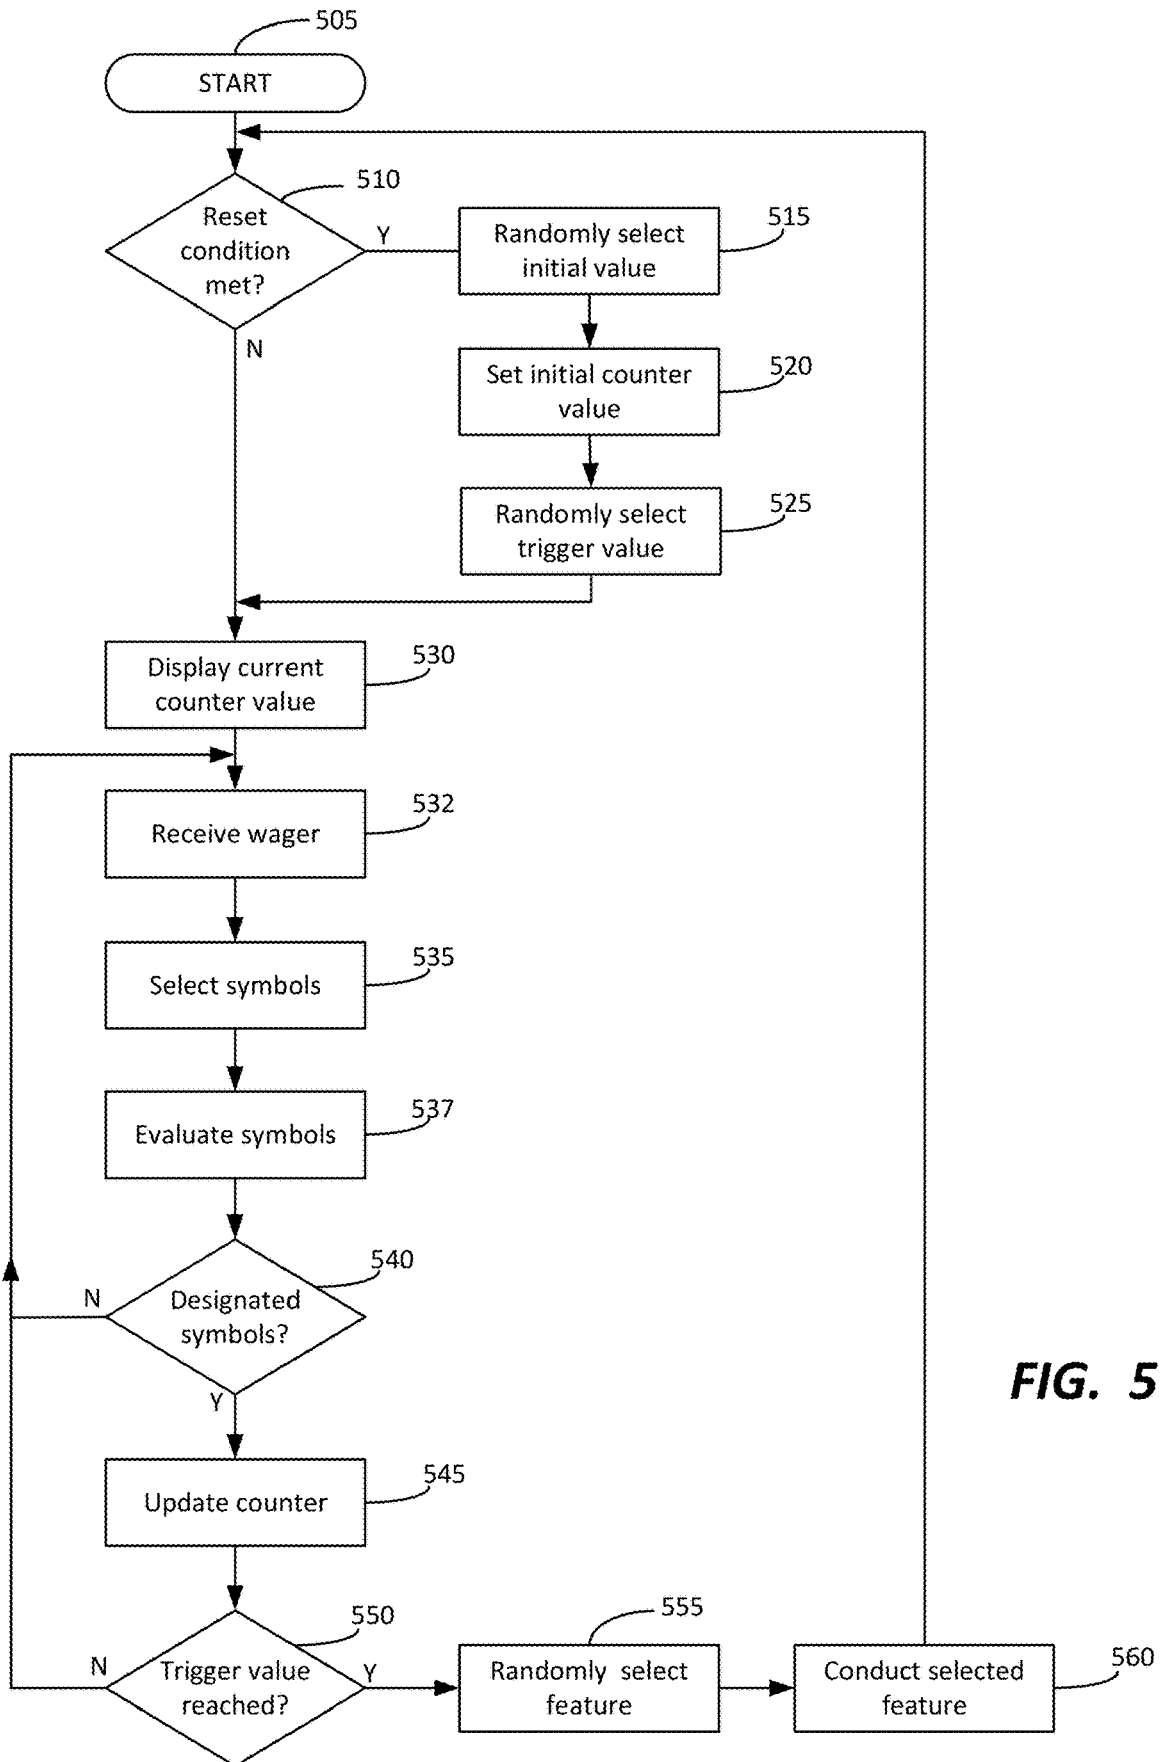 505
START
510
Reset
condition
met?
Y
N
Randomly select
initial value
515
Set initial counter
value
520
Randomly select
trigger value
525
Display current
counter value
530
Receive wager
532
Select symbols
535
Evaluate symbols
537
Designated
symbols?
540
N
Y
Update counter
545
Trigger value
reached?
550
N
Y
Randomly select
feature
555
Conduct selected
feature
560
FIG. 5